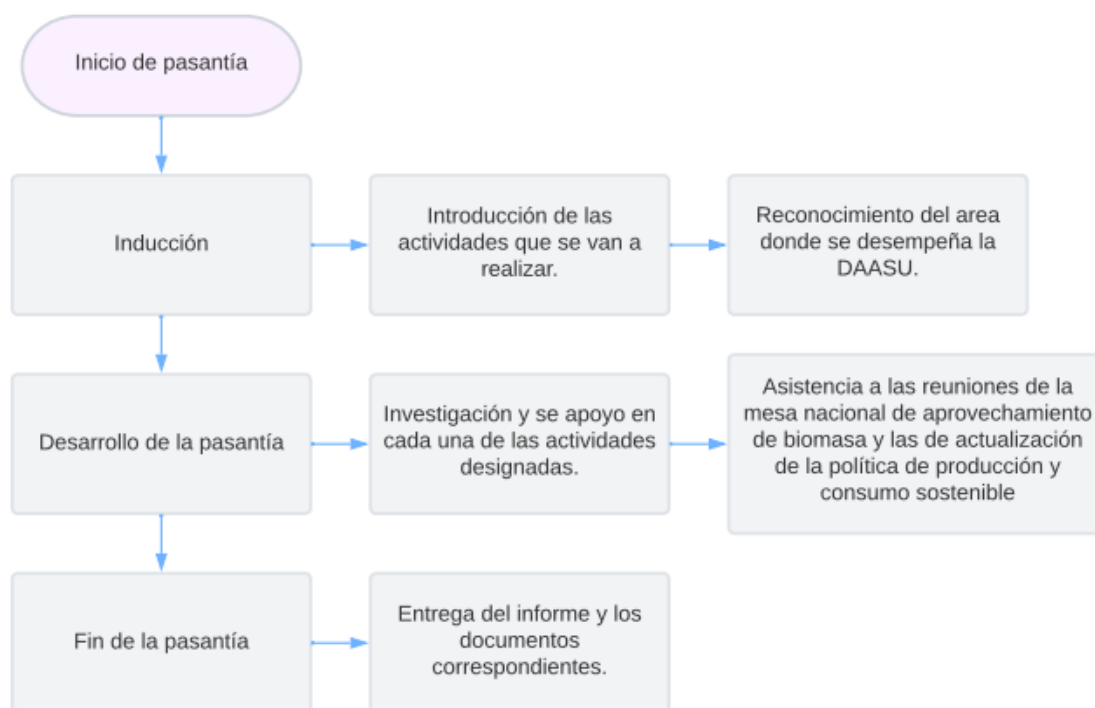 Inicio de pasantía
Inducción
Introducción de las
actividades que se van a
realizar.
Reconocimiento del area
donde se desempeña la
DAASU.
Desarrollo de la pasantía
Investigación y se apoyo en
cada una de las actividades
designadas.
Asistencia a las reuniones de la
mesa nacional de aprovechamiento
de biomasa y las de actualización
de la política de producción y
consumo sostenible
Fin de la pasantía
Entrega del informe y los
documentos
correspondientes.